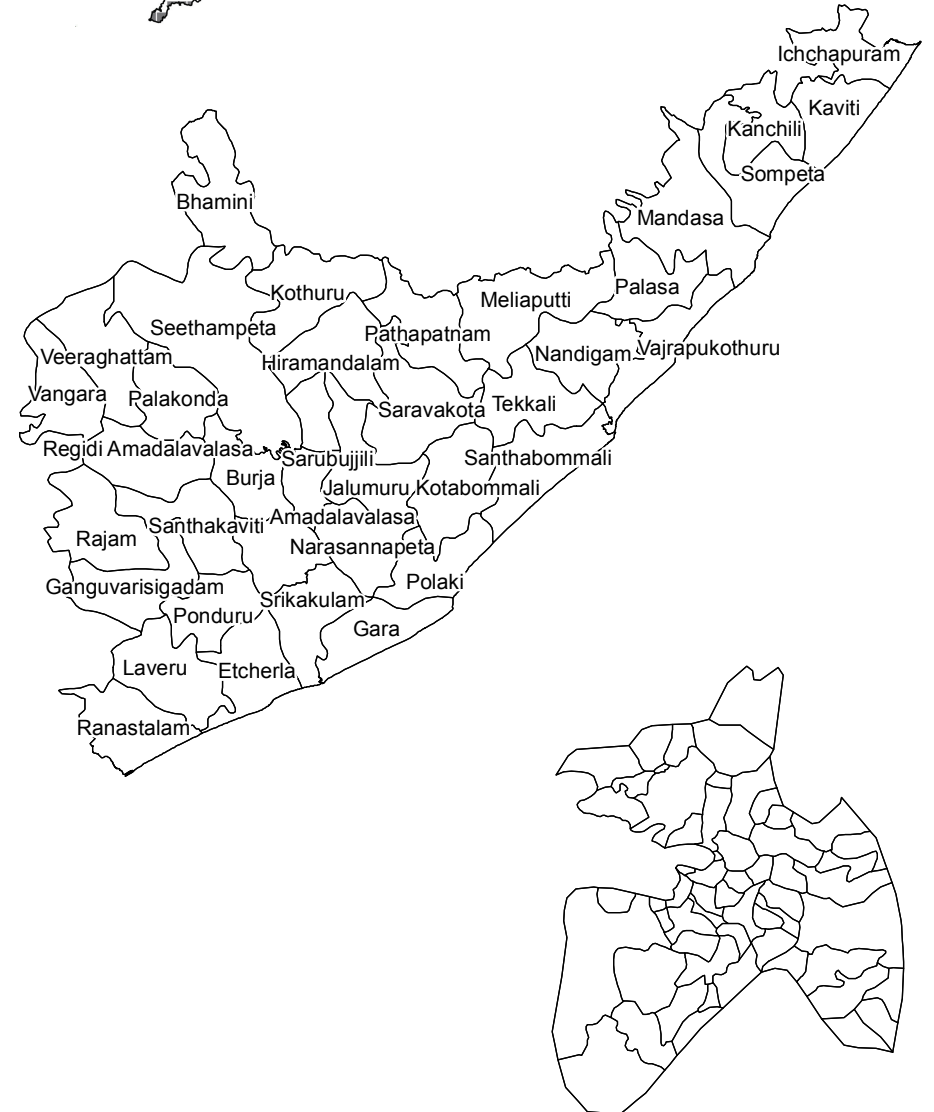 Ichchapuram
Kaviti
Kanchili
Sompeta
Bhamini
Mandasa
Kothuru
Meliaputti
Palasa
Seethampeta
Pathapatnam
Veeraghattam
Hiramandalam
Nandigam
Vajrapukothuru
Vangara
Palakonda
Saravakota
Tekkali
Regidi Amadalavalasa
Sarubujjili
Santhabommali
Burja
Jalumuru
Kotabommali
Santhakaviti
Amadalavalasa
Rajam
Narasannapeta
Ganguvarisigadam
Polaki
Srikakulam
Ponduru
Gara
Laveru
Etcherla
Ranastalam